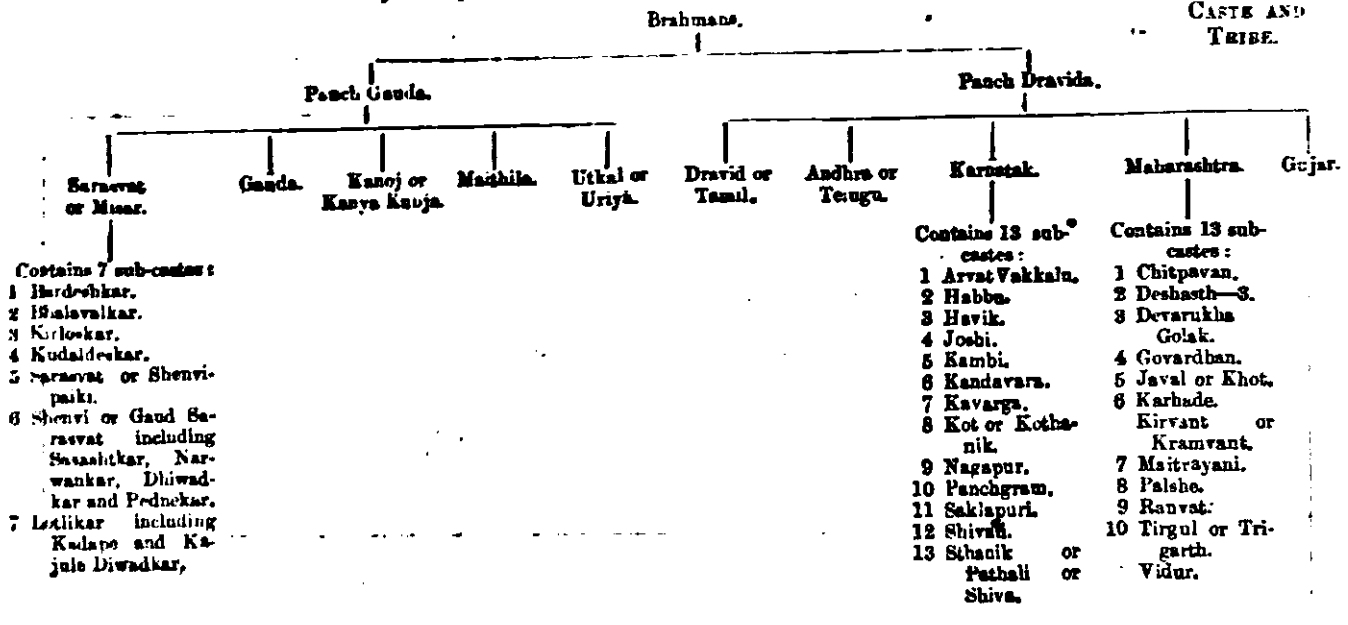 CASTE AND
TRIBE.
Brahmans.
Panch Gauda.
Panch Dravida.
Sarasvat
or Misar.
Gauda.
Kanoj or
Kanya Kauja.
Maithila.
Utkal or
Uriya.
Dravid or
Tamil.
Andhra or
Telugu.
Karnatak.
Maharashtra.
Gujar.
Contains 7 sub-castes :
1 Bardeshkar.
2 Bhalavalkar.
3 Kirloskar.
4 Kudaldeskar.
5 Sarasvat or Shenvi-
paiki.
6 Shenvi or Gaud Sa-
rasvat including
Sasashtkar, Nar-
wankar, Dhiwad-
kar and Pednekar.
7 including
and Ka-
Diwadkar,
Contains 13 sub-
castes :
1 Arvat Vakkalu.
2 Habbu.
3 Havik.
4 Joshi.
5 Kambi.
6 Kandavara.
7 Kavarga.
8 Kot or Kotha-
nik.
9 Nagapur.
10 Panchgram.
11 Saklapuri.
12
13 Sthanik or
Pathali or
Shiva.
Contains 13 sub-
castes :
1 Chitpavan.
2 Deshasth—3.
3 Devarukha
Golak.
4 Govardhan.
5 Javal or Khot.
6 Karhade.
Kirvant or
Kramvant.
7 Maitrayani.
8 Palshe.
9 Ranvat.
10 Tirgul or Tri-
garth.
Vidur.